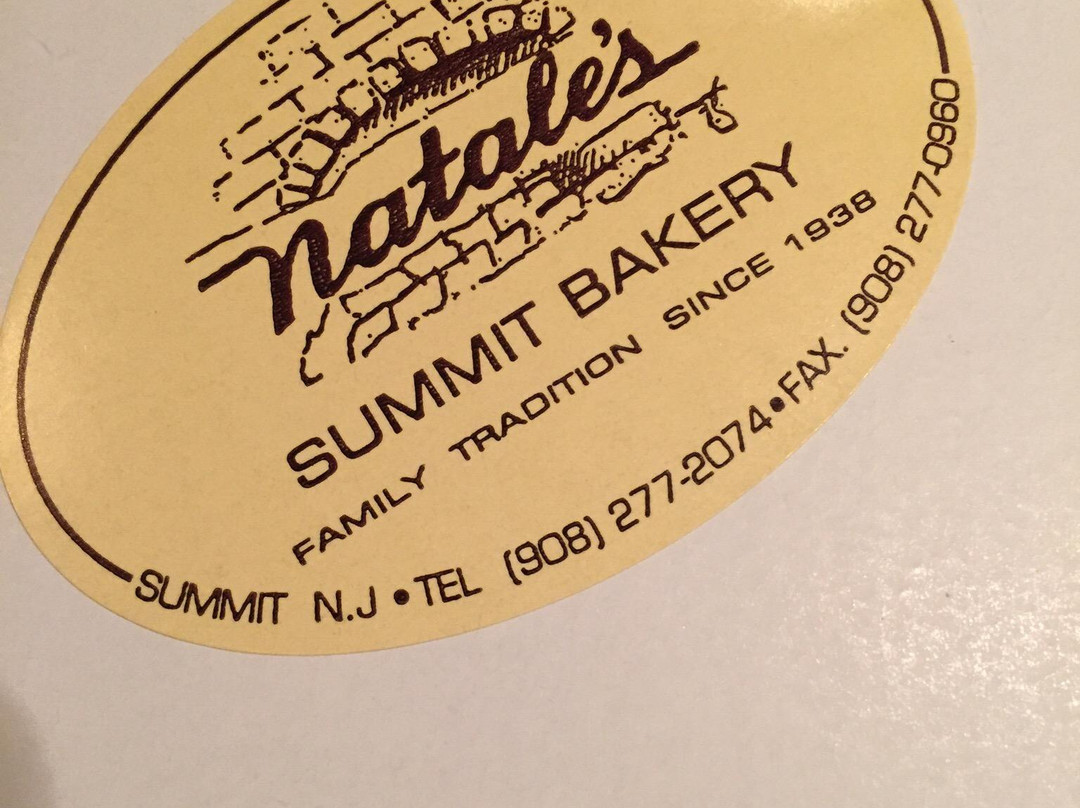 Natale's
SUMMIT BAKERY
FAMILY TRADITION SINCE 1938
SUMMIT N.J • TEL (908) 277-2074 • FAX. (908) 277-0960